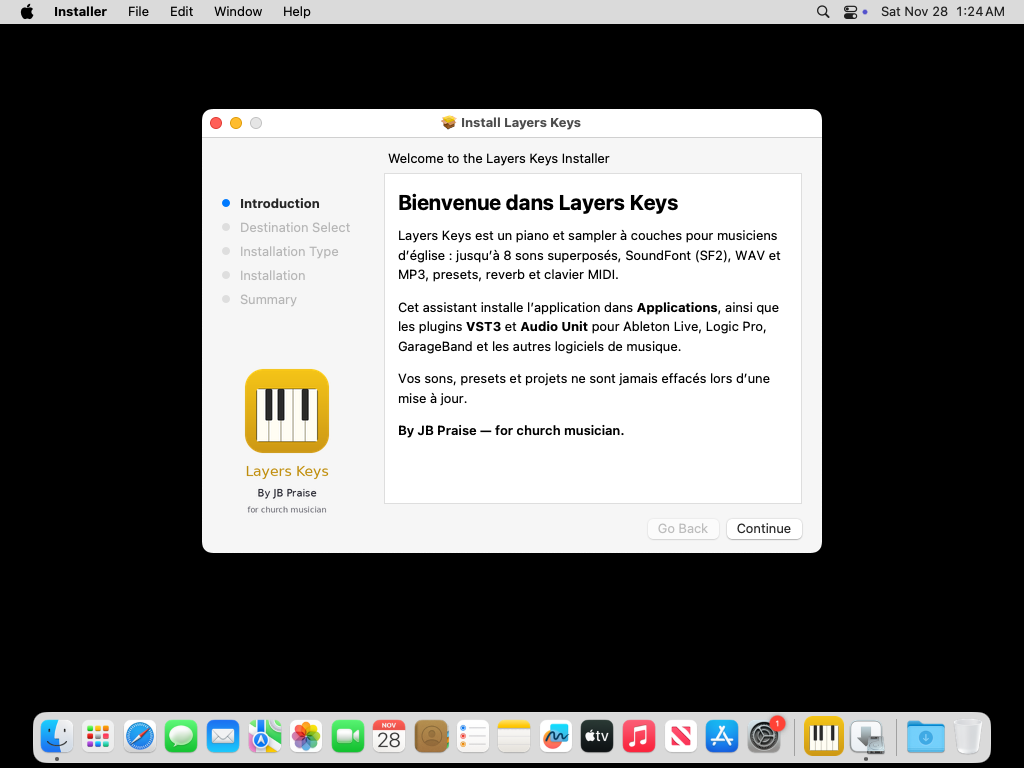 Installer File Edit Window Help Sat Nov 28 1:24 AM
Install Layers Keys
Welcome to the Layers Keys Installer
Introduction
Destination Select
Installation Type
Installation
Summary
Layers Keys
By JB Praise
for church musician
Bienvenue dans Layers Keys
Layers Keys est un piano et sampler à couches pour musiciens
d’église : jusqu’à 8 sons superposés, SoundFont (SF2), WAV et
MP3, presets, reverb et clavier MIDI.
Cet assistant installe l’application dans Applications, ainsi que
les plugins VST3 et Audio Unit pour Ableton Live, Logic Pro,
GarageBand et les autres logiciels de musique.
Vos sons, presets et projets ne sont jamais effacés lors d’une
mise à jour.
By JB Praise — for church musician.
Go Back Continue
NOV
28
tv
1